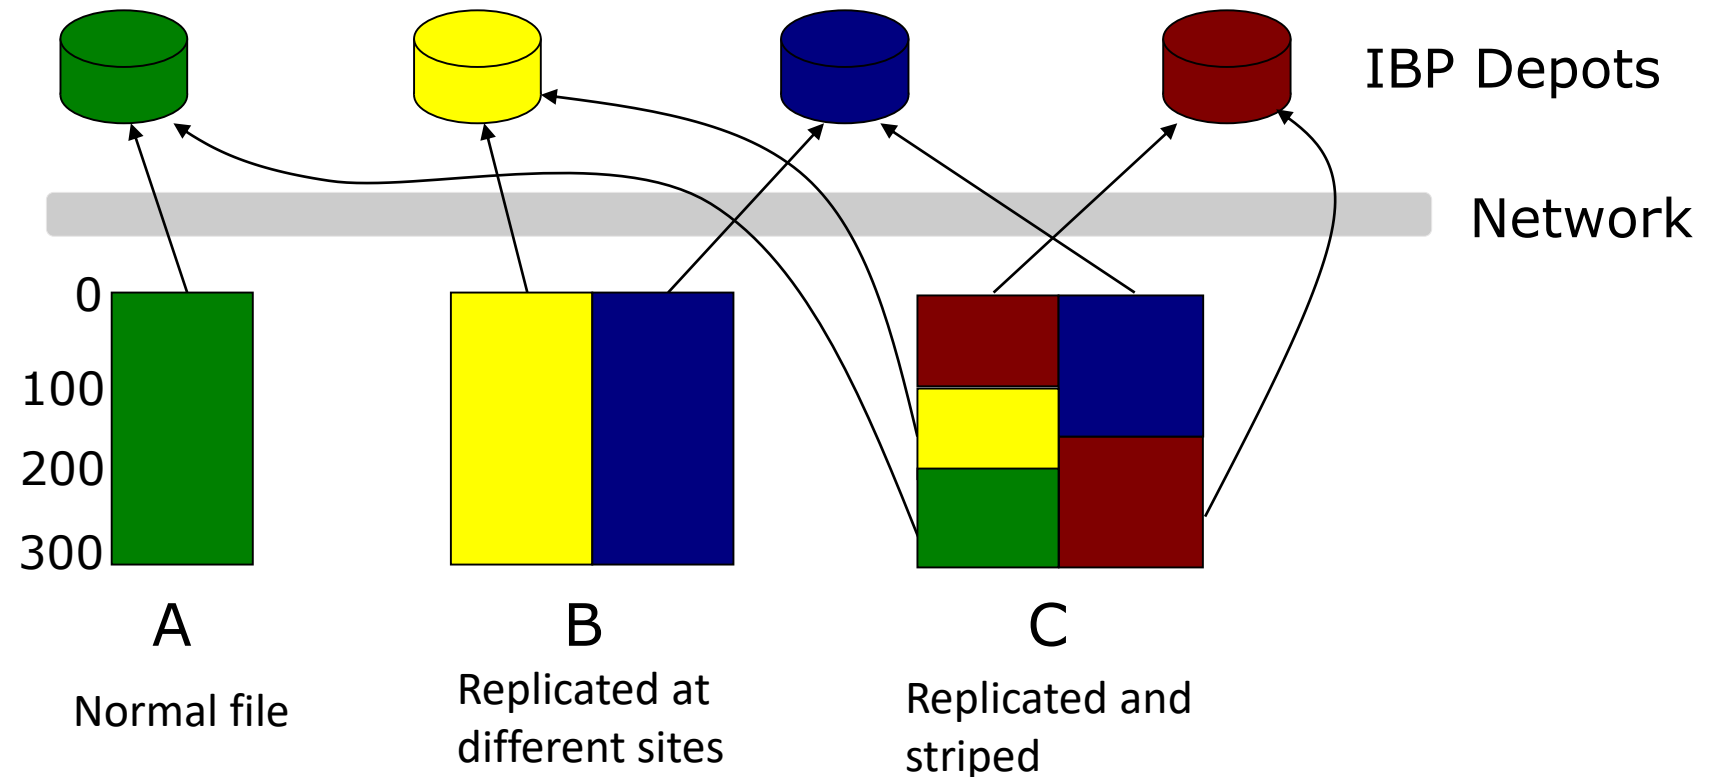 IBP Depots
Network
0
100
200
300
A
B
C
Normal file
Replicated at
different sites
Replicated and
striped